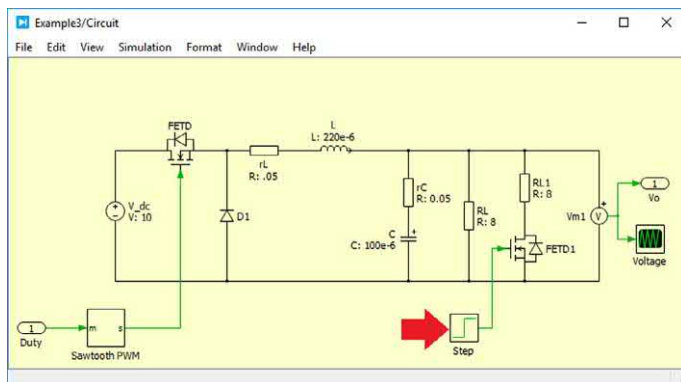 Example3/Circuit
File Edit View Simulation Format Window Help
FETD
L
L: 220e-6
rL
R: .05
V_dc
V: 10
D1
rC
R: 0.05
C
C: 100e-6
RL
R: 8
RL1
R: 8
FETD1
Vm1
V
1
Vo
Voltage
1
Duty
m s
Sawtooth PWM
Step